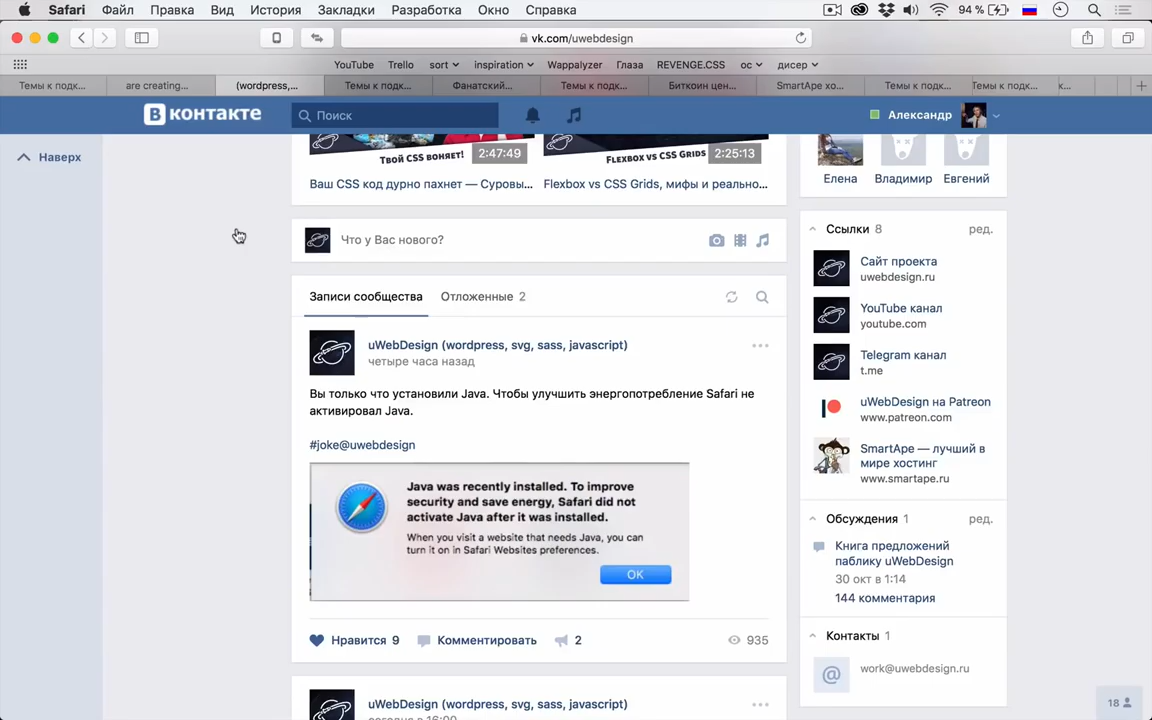 Safari Файл Правка Вид История Закладки Разработка Окно Справка 94 %
vk.com/uwebdesign
YouTube Trello sort inspiration Wappalyzer Глаза REVENGE.CSS ос дисер
Темы к подк... are creating... (wordpress,... Темы к подк... Фанатский... Темы к подк... Биткоин цен... SmartApe хо... Темы к подк... Темы к подк... к...
В контакте Поиск Александр
Наверх
ТВОЙ CSS ВОНЯЕТ! 2:47:49 FLEXBOX VS CSS GRIDS 2:25:13
Ваш CSS код дурно пахнет — Суровы... Flexbox vs CSS Grids, мифы и реально...
Елена Владимир Евгений
Что у Вас нового?
Записи сообщества Отложенные 2
uWebDesign (wordpress, svg, sass, javascript)
четыре часа назад
Вы только что установили Java. Чтобы улучшить энергопотребление Safari не
активировал Java.
#joke@uwebdesign
Java was recently installed. To improve
security and save energy, Safari did not
activate Java after it was installed.
When you visit a website that needs Java, you can
turn it on in Safari Websites preferences.
OK
Нравится 9 Комментировать 2 935
uWebDesign (wordpress, svg, sass, javascript)
сегодня в 16:00
Ссылки 8 ред.
Сайт проекта
uwebdesign.ru
YouTube канал
youtube.com
Telegram канал
t.me
uWebDesign на Patreon
www.patreon.com
SmartApe — лучший в
мире хостинг
www.smartape.ru
Обсуждения 1 ред.
Книга предложений
паблику uWebDesign
30 окт в 1:14
144 комментария
Контакты 1
@ work@uwebdesign.ru
18